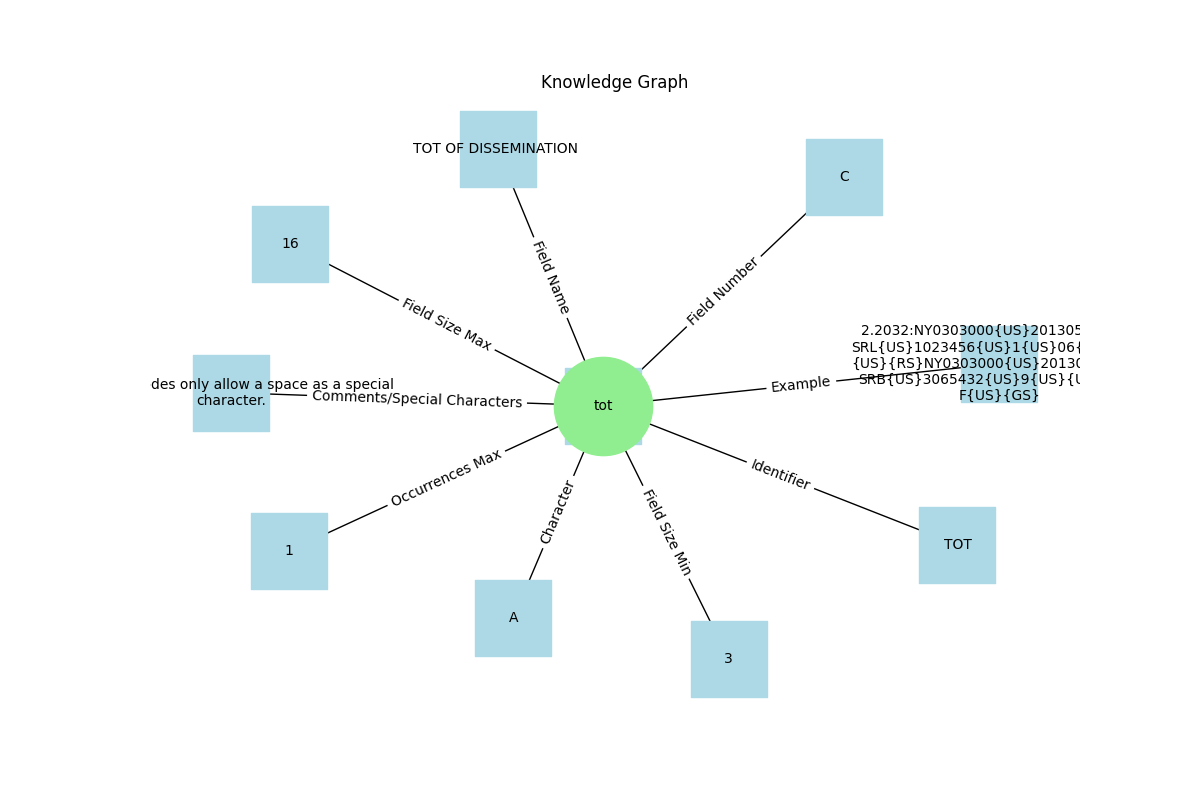 Knowledge Graph
TOT OF DISSEMINATION
C
16
Field Name
Field Number
Field Size Max
2.2032:NY0303000{US}201305
SRL{US}1023456{US}1{US}06{
{US}{RS}NY0303000{US}20130
SRB{US}3065432{US}9{US}{U
F{US}{GS}
Example
des only allow a space as a special
character.
Comments/Special Characters
tot
Occurrences Max
Identifier
Character
Field Size Min
TOT
1
A
3